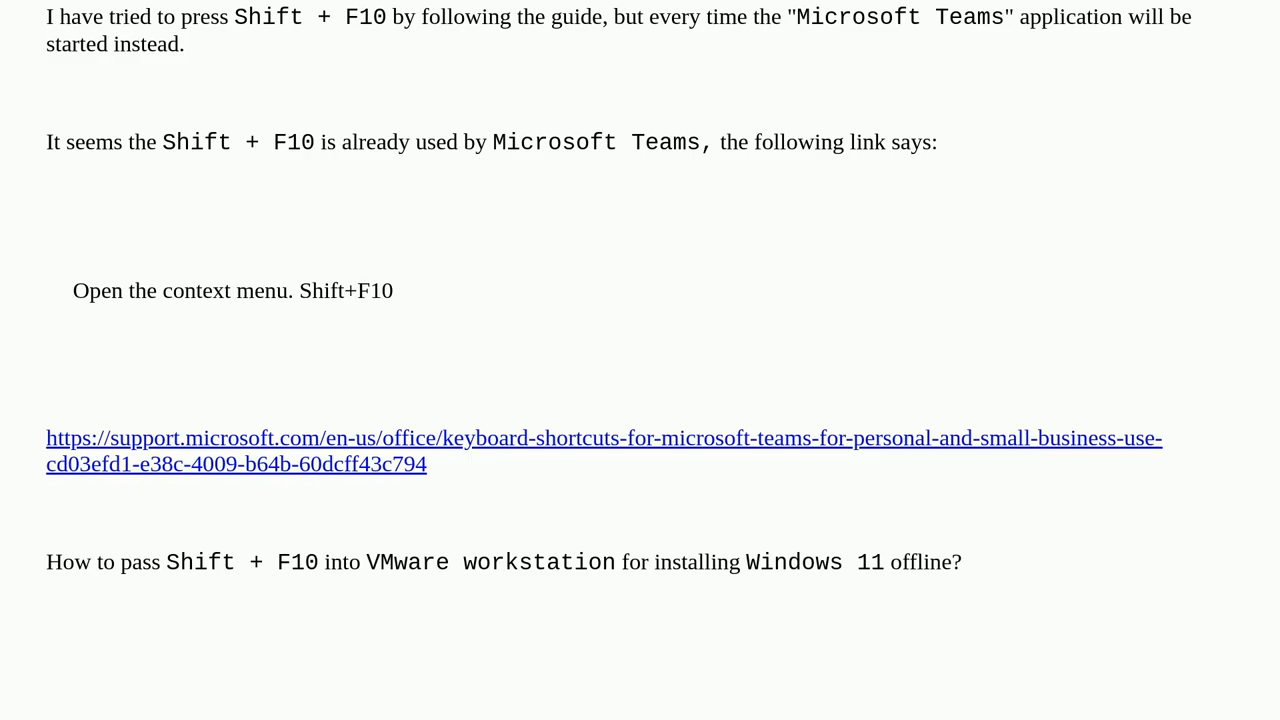 I have tried to press Shift + F10 by following the guide, but every time the "Microsoft Teams" application will be
started instead.
It seems the Shift + F10 is already used by Microsoft Teams, the following link says:
Open the context menu. Shift+F10
https://support.microsoft.com/en-us/office/keyboard-shortcuts-for-microsoft-teams-for-personal-and-small-business-use-
cd03efd1-e38c-4009-b64b-60dcff43c794
How to pass Shift + F10 into VMware workstation for installing Windows 11 offline?